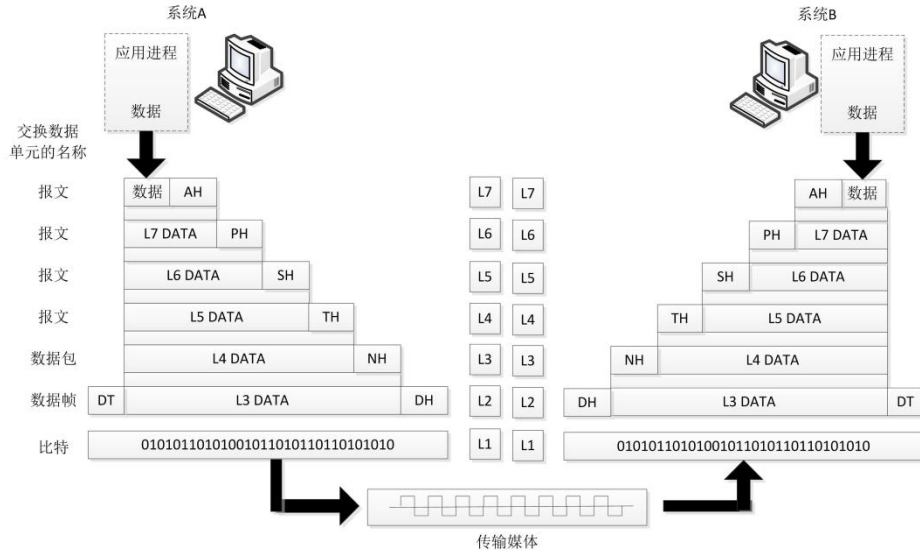 系统A
系统B
应用进程
数据
应用进程
数据
交换数据
单元的名称
报文
数据
AH
L7
L7
AH
数据
报文
L7 DATA
PH
L6
L6
PH
L7 DATA
报文
L6 DATA
SH
L5
L5
SH
L6 DATA
报文
L5 DATA
TH
L4
L4
TH
L5 DATA
数据包
L4 DATA
NH
L3
L3
NH
L4 DATA
数据帧
DT
L3 DATA
DH
L2
L2
DH
L3 DATA
DT
比特
01010110101001011010110110101010
L1
L1
01010110101001011010110110101010
传输媒体